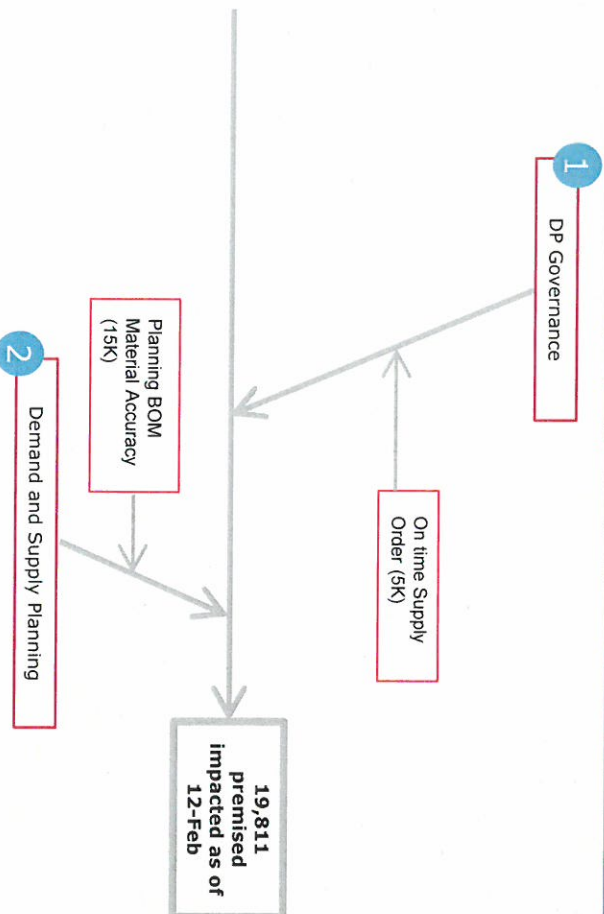 1
DP Governance
On time Supply
Order (5K)
19,811
premised
impacted as of
12-Feb
Planning BOM
Material Accuracy
(15K)
2
Demand and Supply Planning